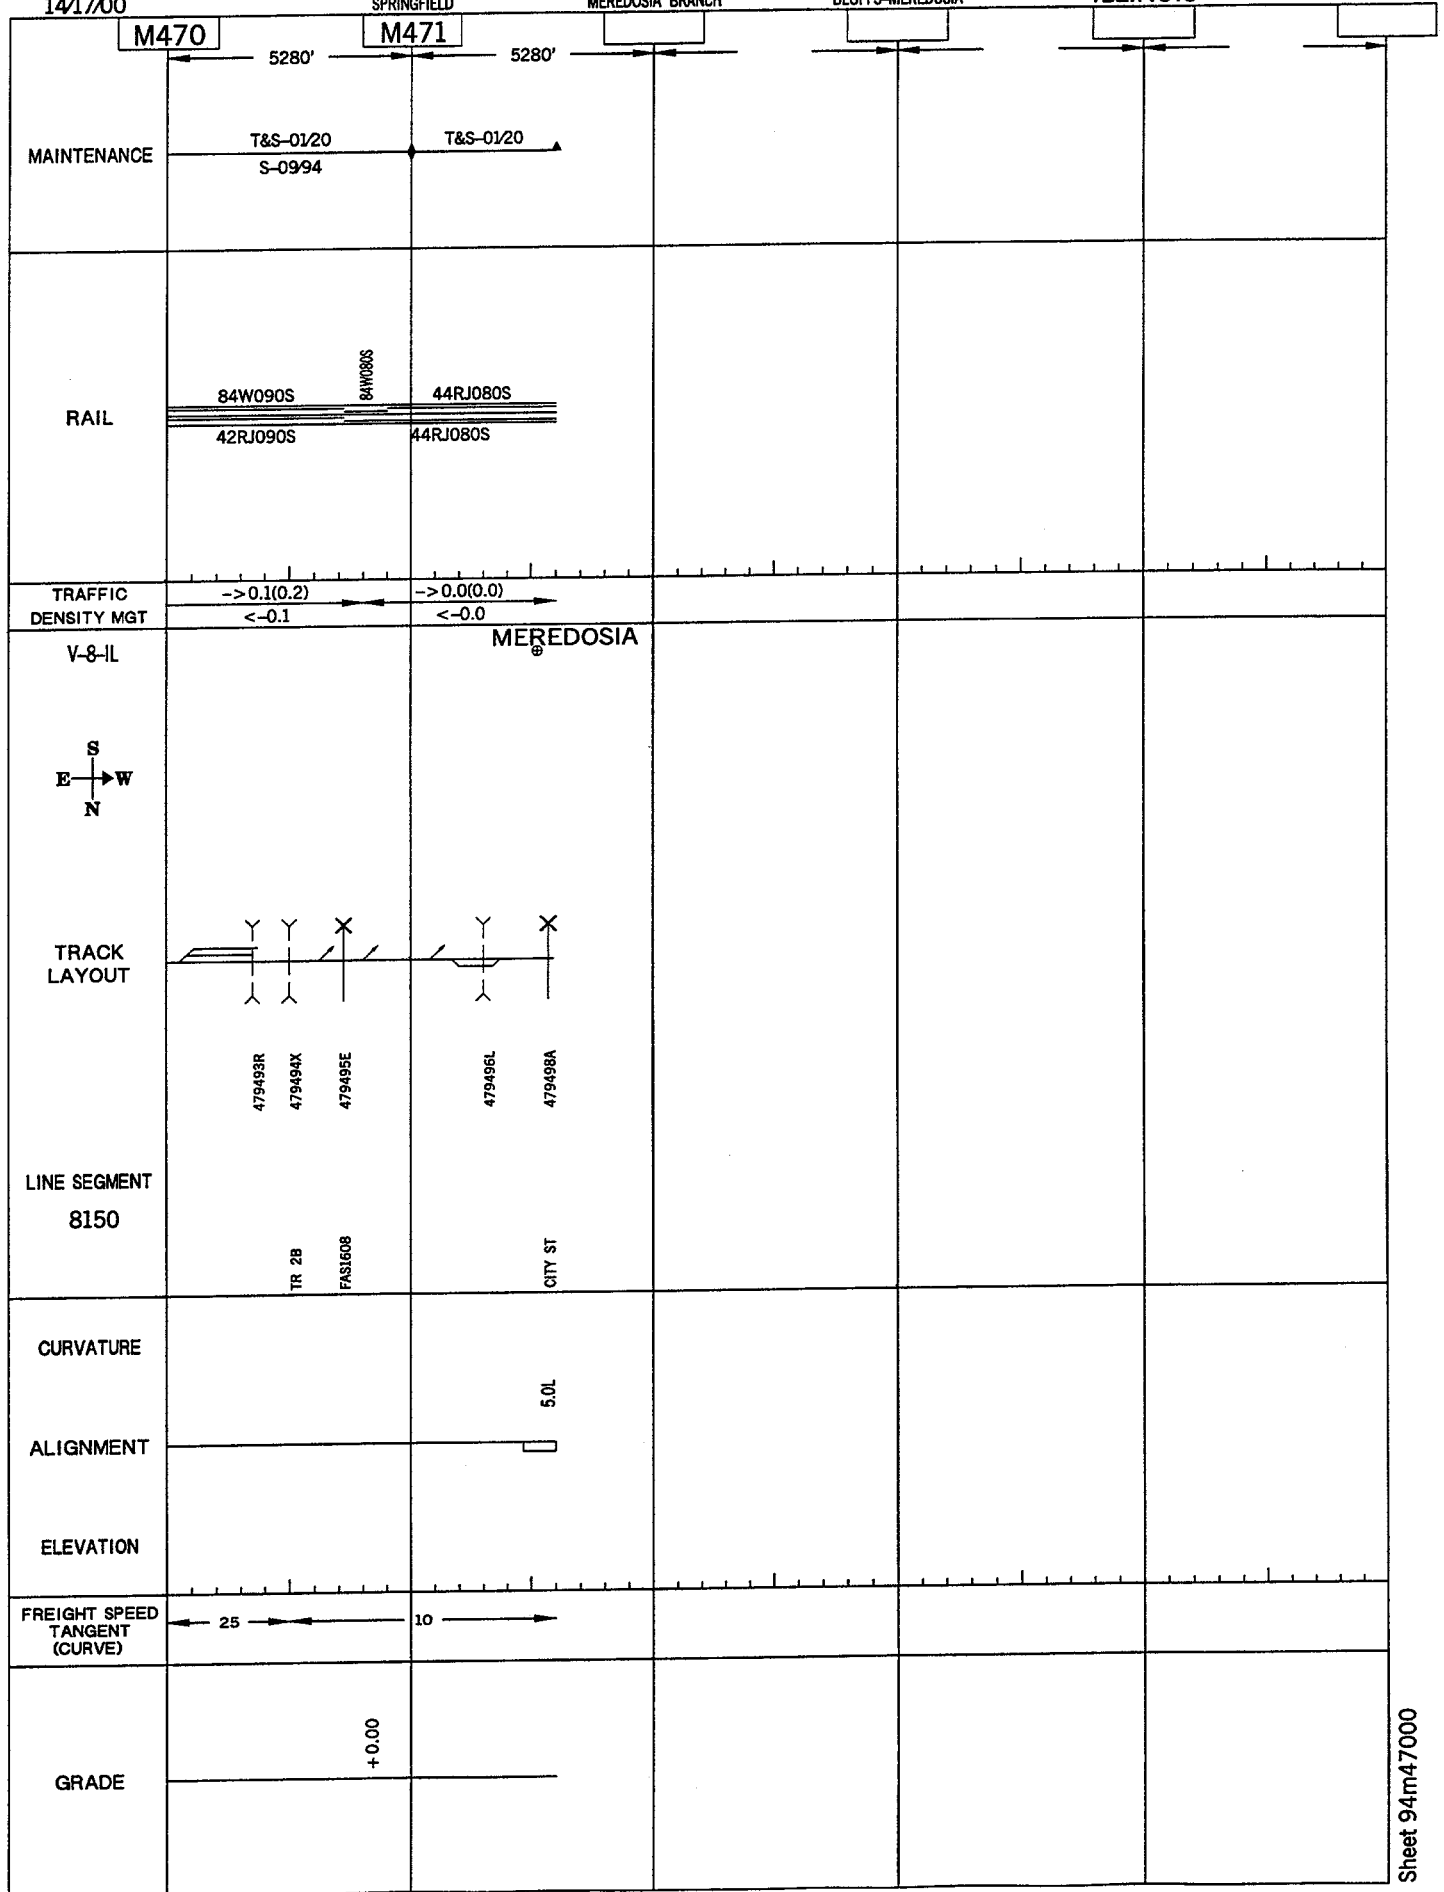 14/17/00
SPRINGFIELD
MEREDOSIA BRANCH
BLUFFS-MEREDOSIA
M470
M471
5280'
5280'
MAINTENANCE
T&S-01/20
T&S-01/20
S-09/94
RAIL
84W090S
84W080S
44RJ080S
42RJ090S
44RJ080S
TRAFFIC
DENSITY MGT
->0.1(0.2)
->0.0(0.0)
<-0.1
<-0.0
V-8-IL
MEREDOSIA
S
E
W
N
TRACK
LAYOUT
479493R
479494X
479495E
479496L
479498A
LINE SEGMENT
8150
TR 2B
FAS1608
CITY ST
CURVATURE
5.0L
ALIGNMENT
ELEVATION
FREIGHT SPEED
TANGENT
(CURVE)
25
10
+0.00
GRADE
Sheet 94m47000